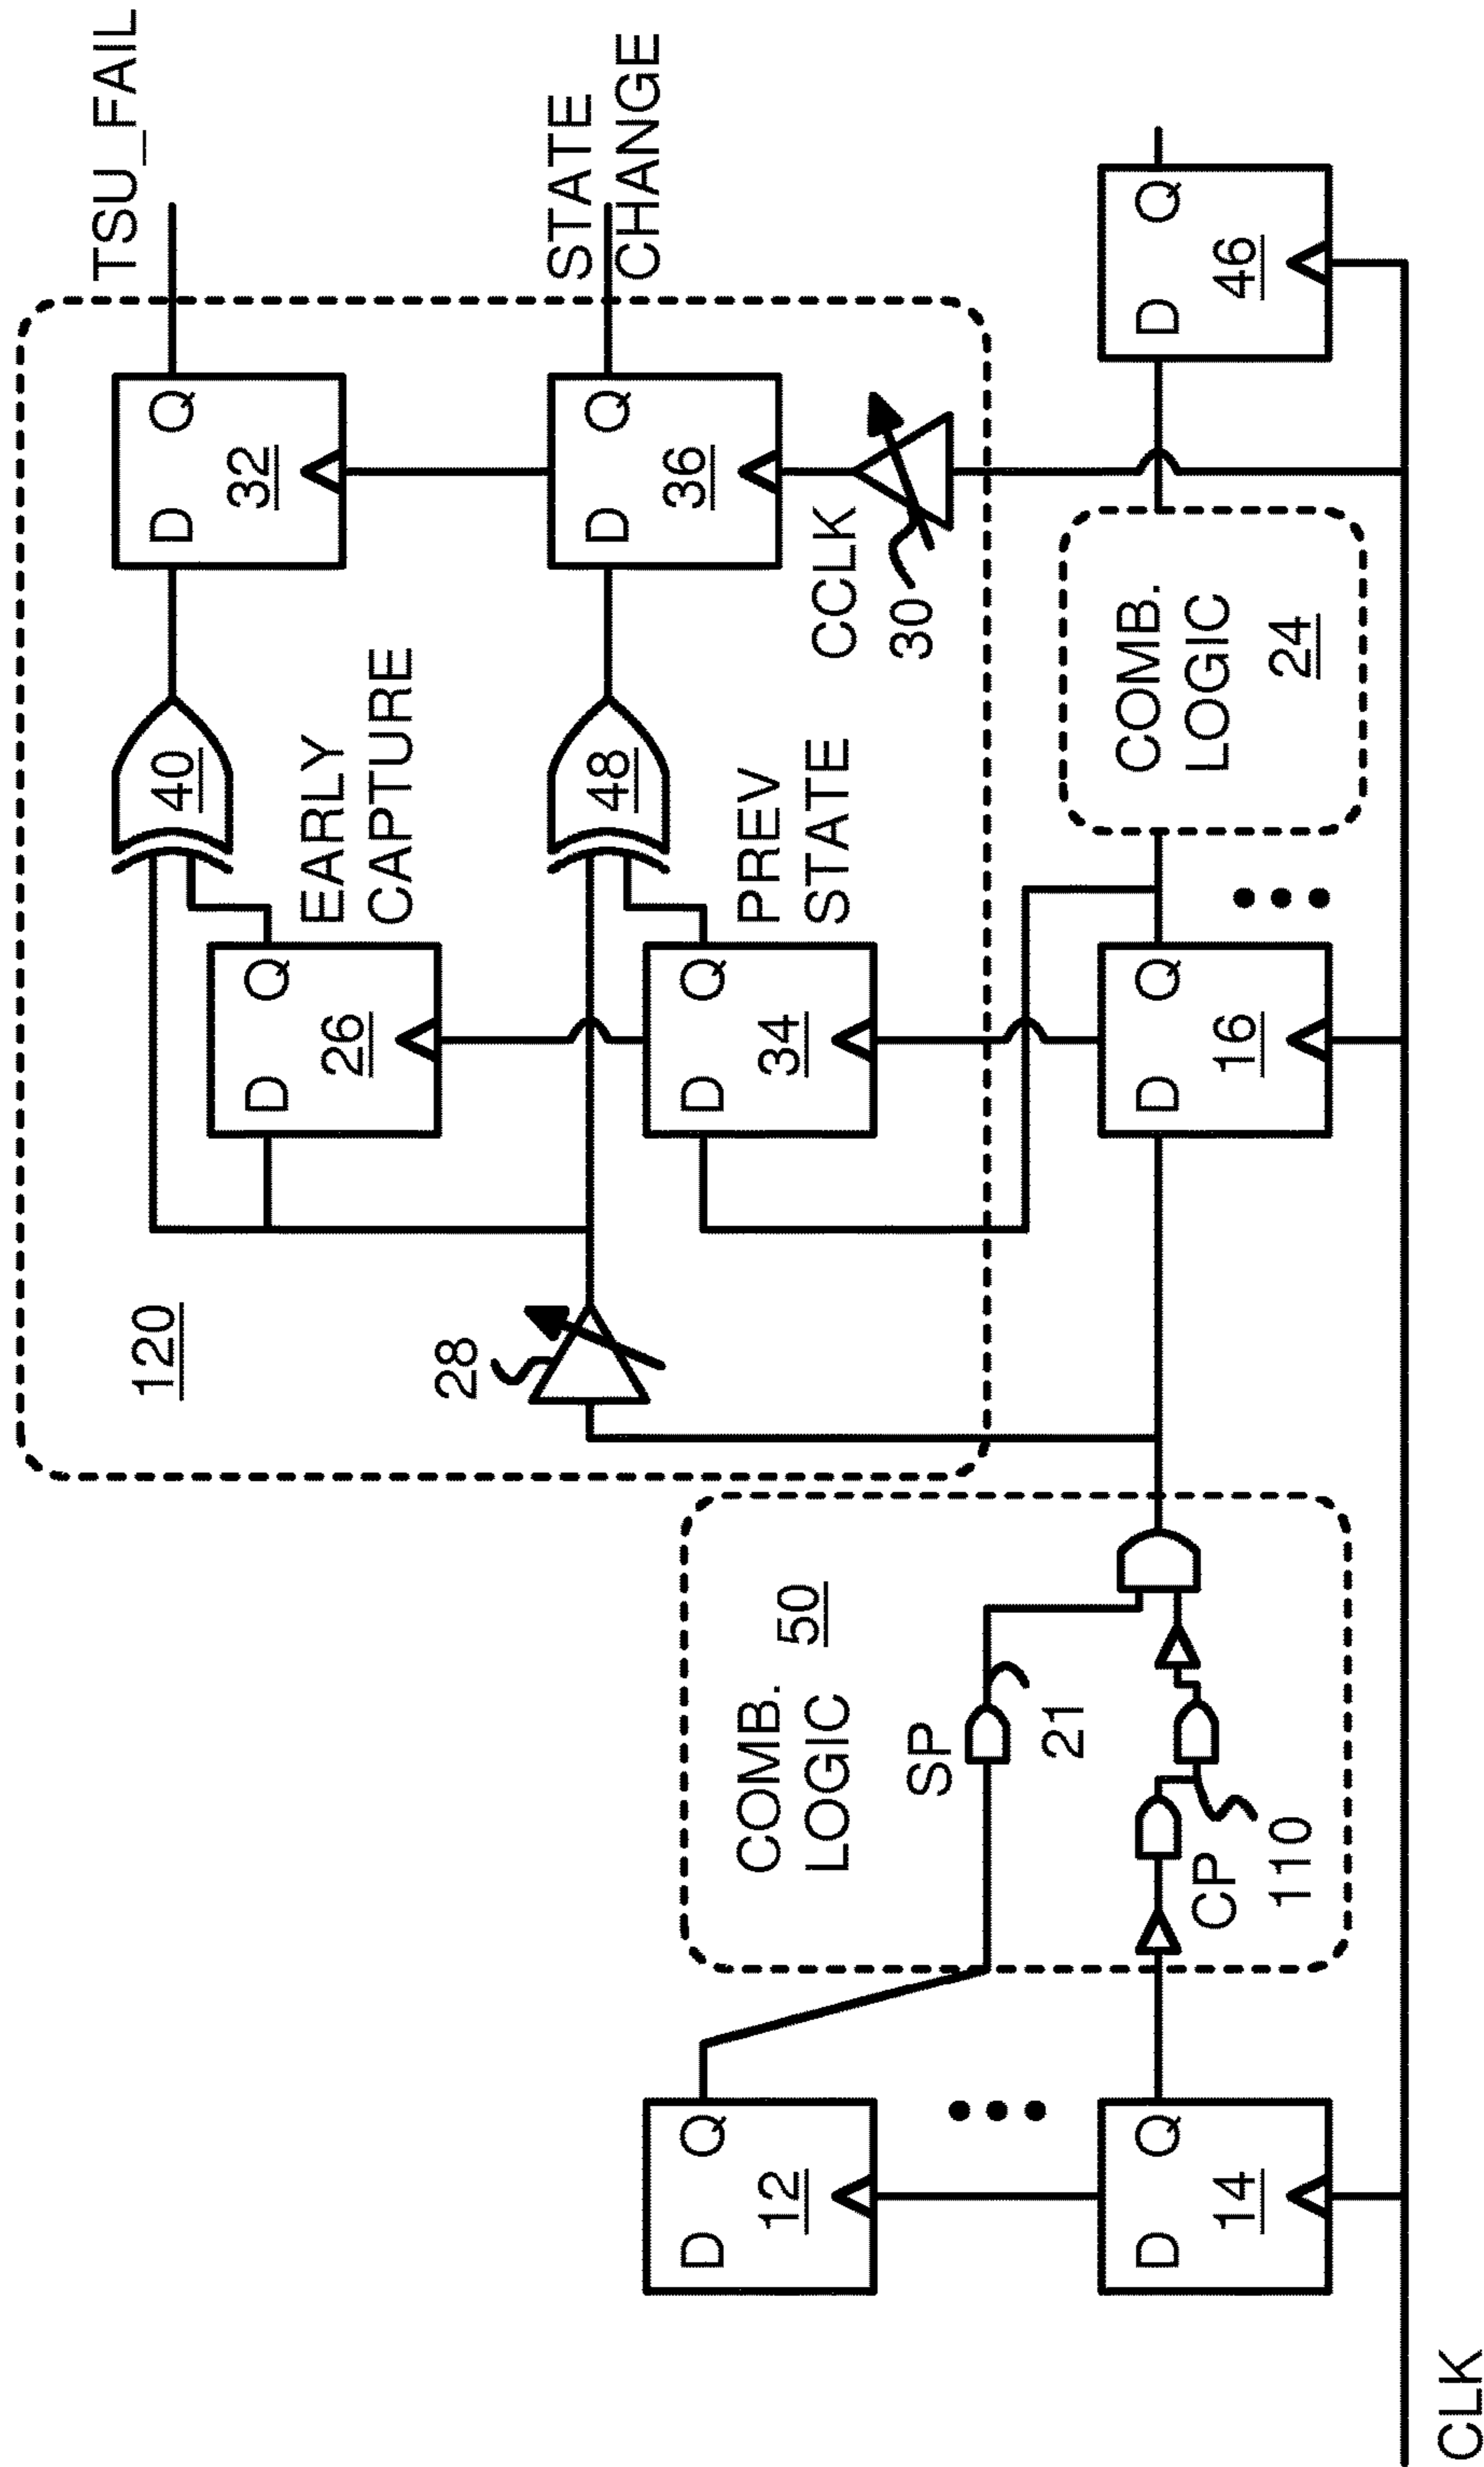 TSU_FAIL
STATE
CHANGE
D Q
32
40
EARLY
CAPTURE
D Q
26
120
28
D Q
36
48
PREV
STATE
D Q
34
CCLK
30
COMB.
LOGIC
50
SP
21
CP
110
D Q
12
D Q
14
D Q
16
COMB.
LOGIC
24
D Q
46
CLK